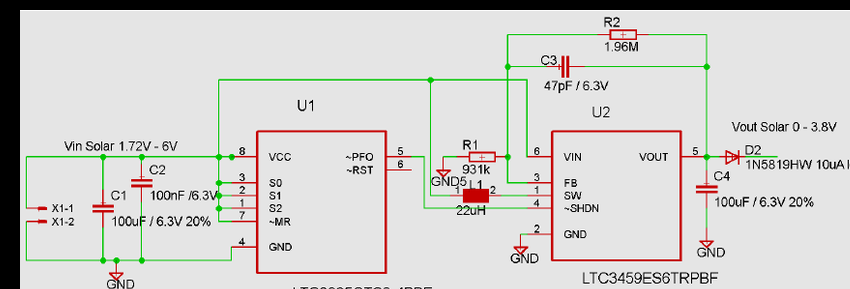 R2
1.96M
C3
47pF / 6.3V
U1
U2
Vout Solar 0 - 3.8V
Vin Solar 1.72V - 6V
R1
931k
D2
1N5819HW 10uA
8 VCC ~PFO 5
~RST 6
6 VIN VOUT 5
C2
100nF / 6.3V
3 S0
2 S1
1 S2
7 ~MR
4 GND
GND5
L1
1 2
22uH
3 FB
1 SW
4 ~SHDN
2 GND
C4
100uF / 6.3V 20%
C1
100uF / 6.3V 20%
X1-1
X1-2
GND
GND
GND
LTC3459ES6TRPBF